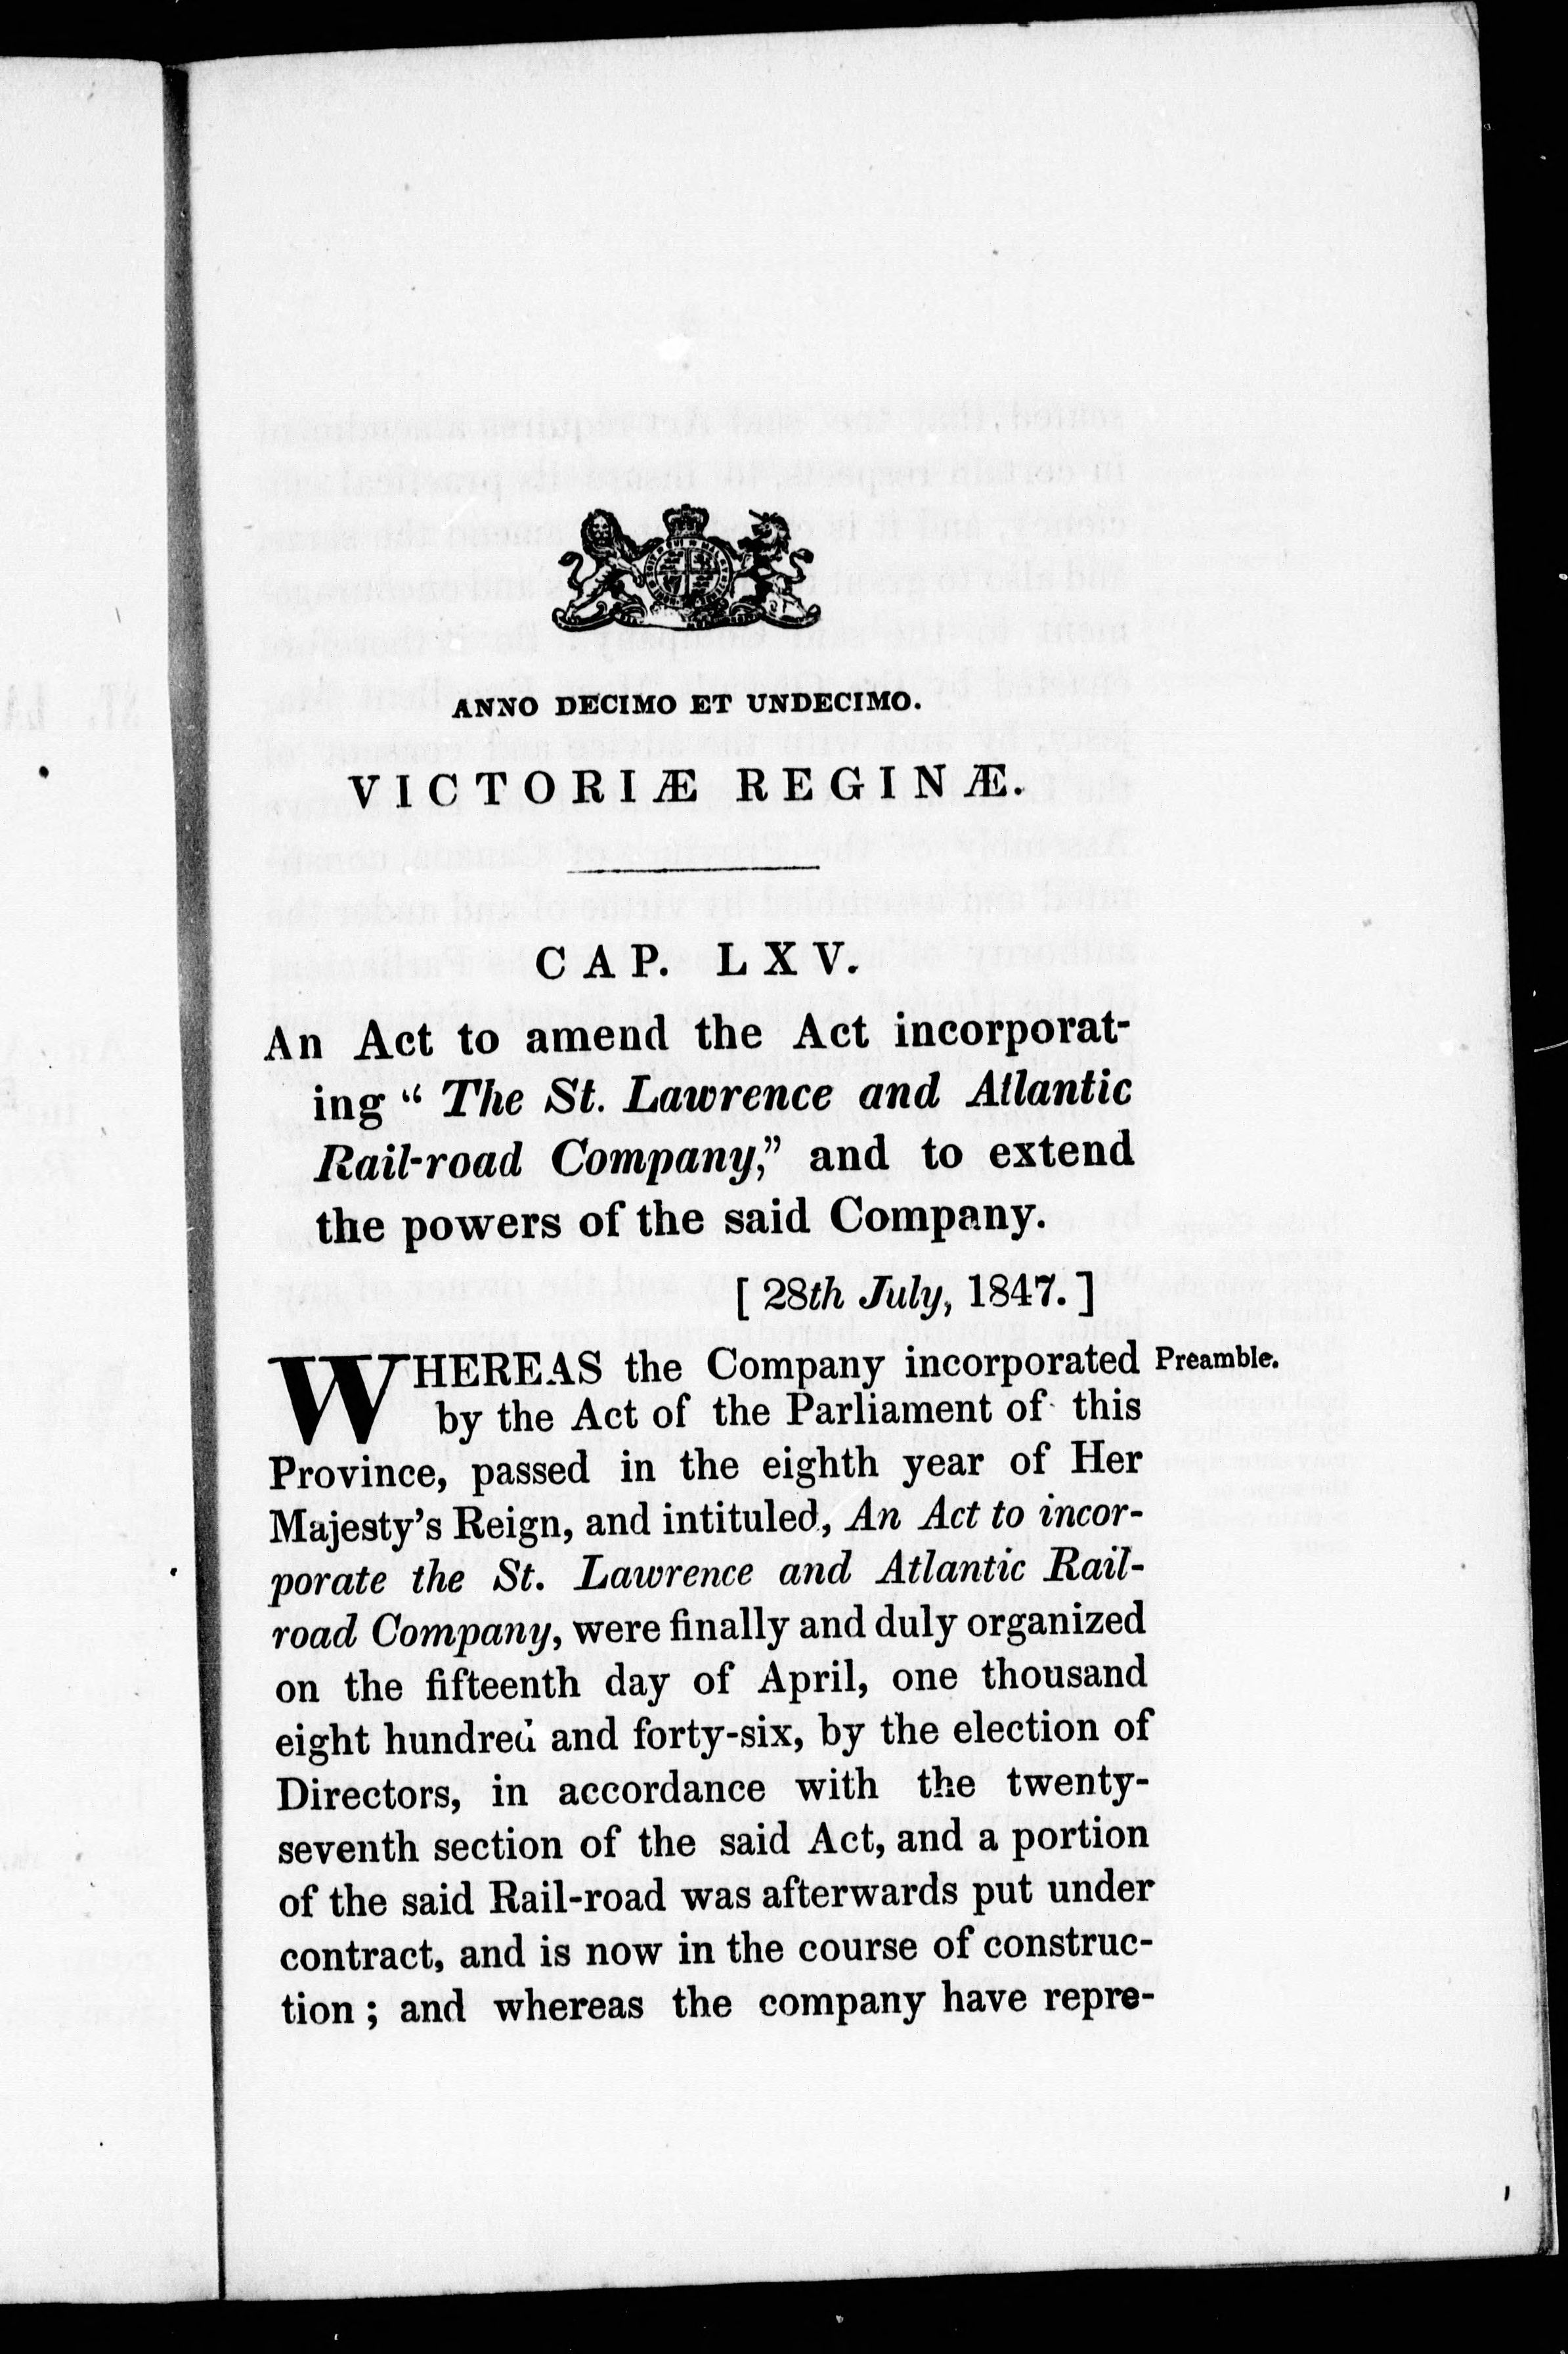 ANNO DECIMO ET UNDECIMO.
VICTORIÆ REGINÆ.
CAP. LXV.
An Act to amend the Act incorporat-
ing “ The St. Lawrence and Atlantic
Rail-road Company,” and to extend
the powers of the said Company.
[ 28th July, 1847. ]
WHEREAS the Company incorporated Preamble.
by the Act of the Parliament of this
Province, passed in the eighth year of Her
Majesty’s Reign, and intituled, An Act to incor-
porate the St. Lawrence and Atlantic Rail-
road Company, were finally and duly organized
on the fifteenth day of April, one thousand
eight hundred and forty-six, by the election of
Directors, in accordance with the twenty-
seventh section of the said Act, and a portion
of the said Rail-road was afterwards put under
contract, and is now in the course of construc-
tion ; and whereas the company have repre-